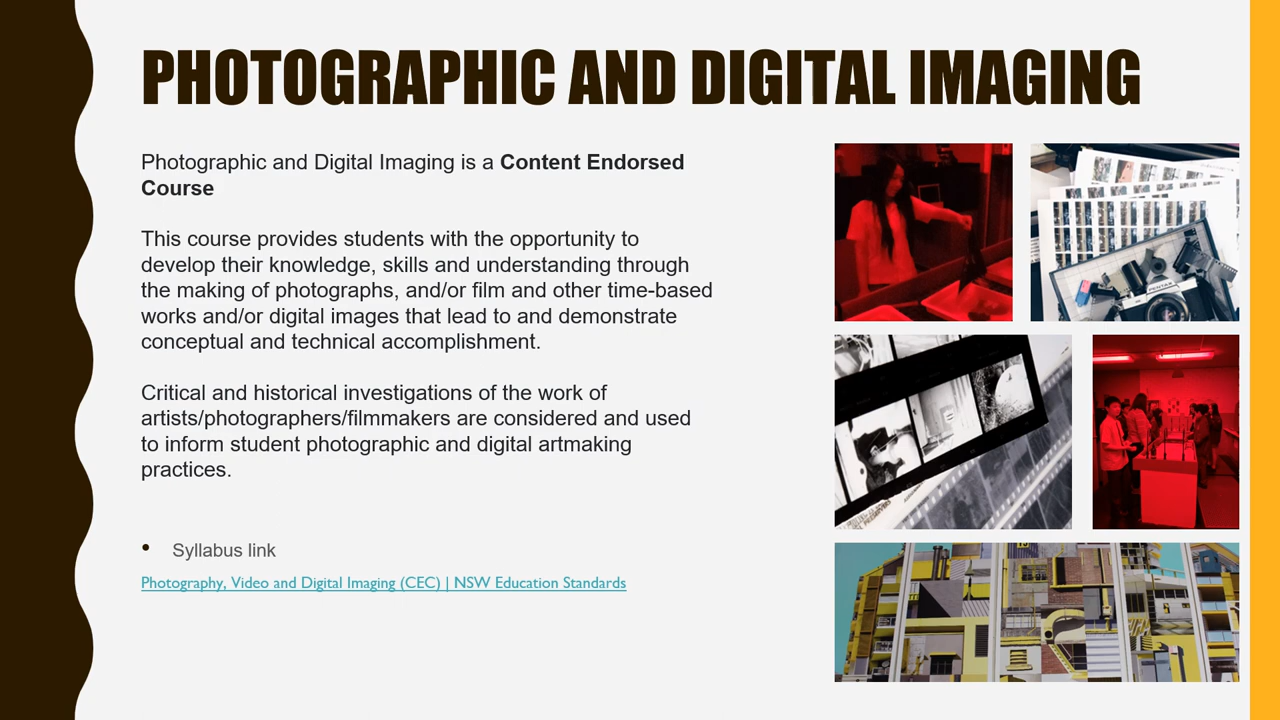 PHOTOGRAPHIC AND DIGITAL IMAGING
Photographic and Digital Imaging is a Content Endorsed
Course
This course provides students with the opportunity to
develop their knowledge, skills and understanding through
the making of photographs, and/or film and other time-based
works and/or digital images that lead to and demonstrate
conceptual and technical accomplishment.
Critical and historical investigations of the work of
artists/photographers/filmmakers are considered and used
to inform student photographic and digital artmaking
practices.
• Syllabus link
Photography, Video and Digital Imaging (CEC) | NSW Education Standards
PENTAX